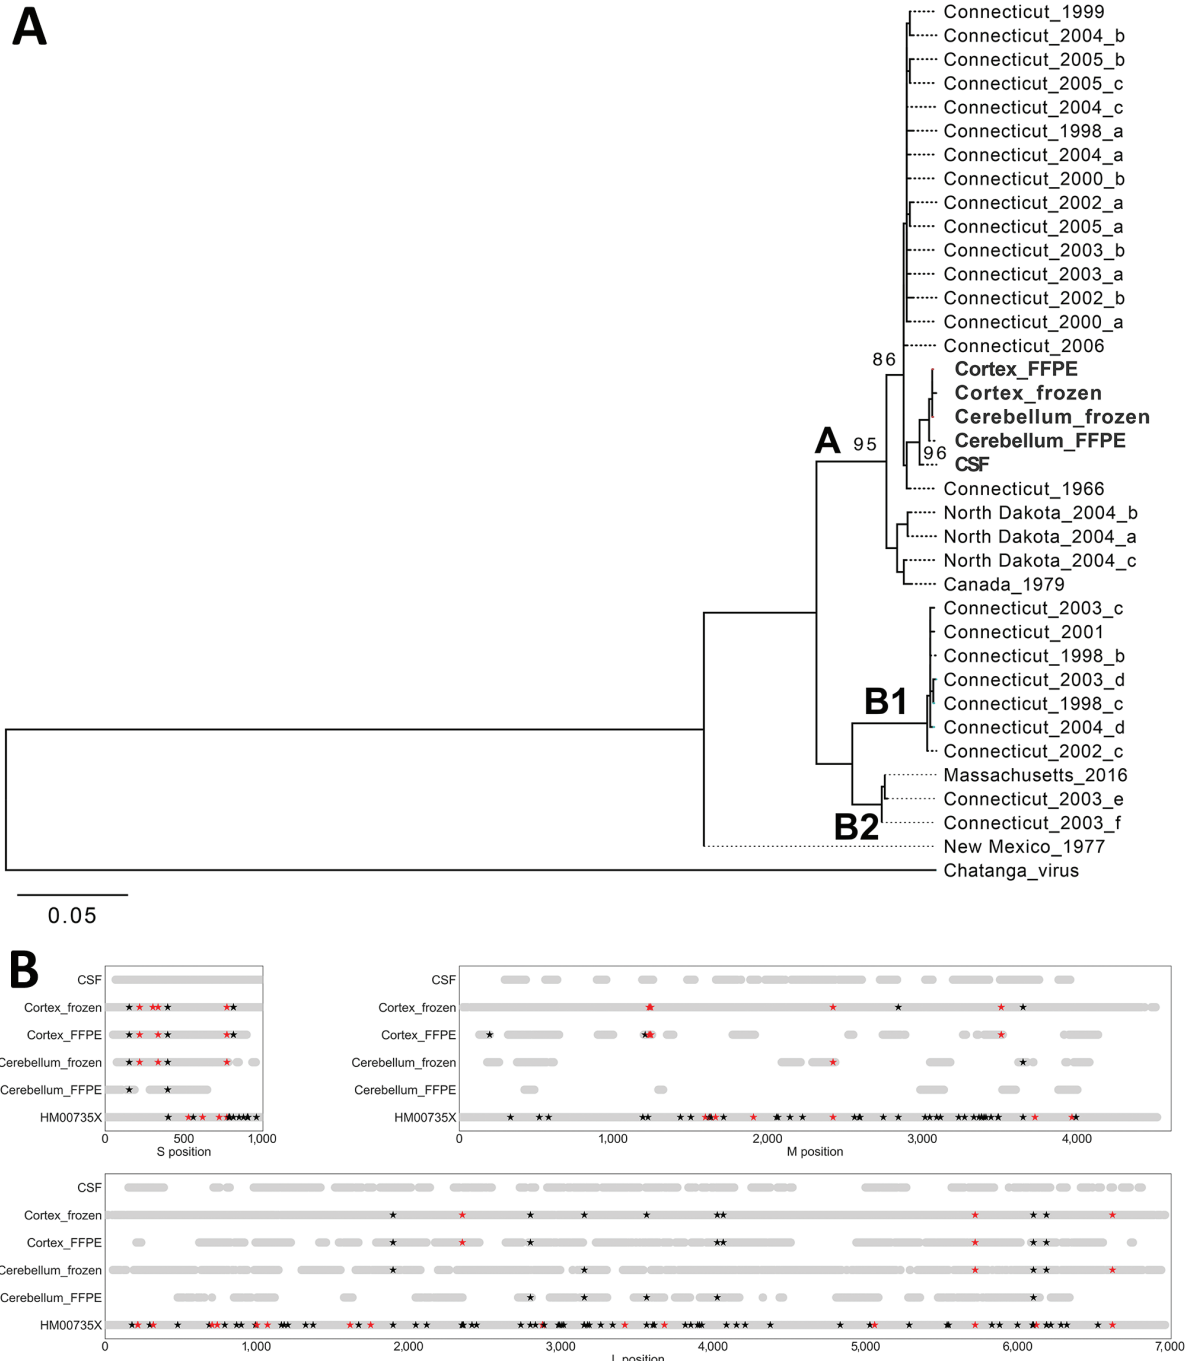 A
Connecticut_1999
Connecticut_2004_b
Connecticut_2005_b
Connecticut_2005_c
Connecticut_2004_c
Connecticut_1998_a
Connecticut_2004_a
Connecticut_2000_b
Connecticut_2002_a
Connecticut_2005_a
Connecticut_2003_b
Connecticut_2003_a
Connecticut_2002_b
Connecticut_2000_a
Connecticut_2006
86
Cortex_FFPE
Cortex_frozen
Cerebellum_frozen
A 95
Cerebellum_FFPE
96
CSF
Connecticut_1966
North Dakota_2004_b
North Dakota_2004_a
North Dakota_2004_c
Canada_1979
Connecticut_2003_c
Connecticut_2001
Connecticut_1998_b
Connecticut_2003_d
B1
Connecticut_1998_c
Connecticut_2004_d
Connecticut_2002_c
Massachusetts_2016
Connecticut_2003_e
B2
Connecticut_2003_f
New Mexico_1977
Chatanga_virus
0.05
B
CSF
Cortex_frozen
Cortex_FFPE
Cerebellum_frozen
Cerebellum_FFPE
HM00735X
0 500 1,000
S position
CSF
Cortex_frozen
Cortex_FFPE
Cerebellum_frozen
Cerebellum_FFPE
HM00735X
0 1,000 2,000 3,000 4,000
M position
CSF
Cortex_frozen
Cortex_FFPE
Cerebellum_frozen
Cerebellum_FFPE
HM00735X
0 1,000 2,000 3,000 4,000 5,000 6,000 7,000
L position